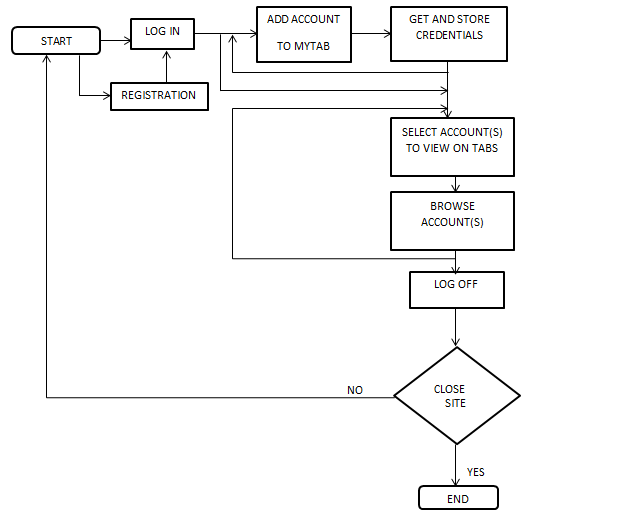 START
LOG IN
ADD ACCOUNT
TO MYTAB
GET AND STORE
CREDENTIALS
REGISTRATION
SELECT ACCOUNT(S)
TO VIEW ON TABS
BROWSE
ACCOUNT(S)
LOG OFF
CLOSE
SITE
NO
YES
END